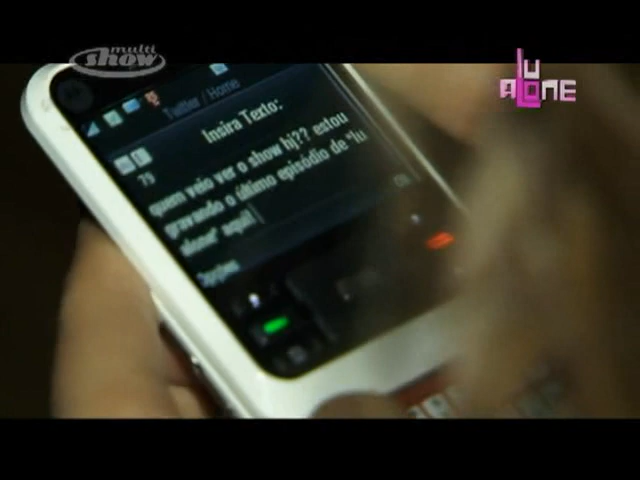 multi
show
lu
ALONE
Twitter / Home
Insira Texto:
79
quem veio ver o show hj?? estou
gravando o último episódio de "lu
alone" aqui!
Opções